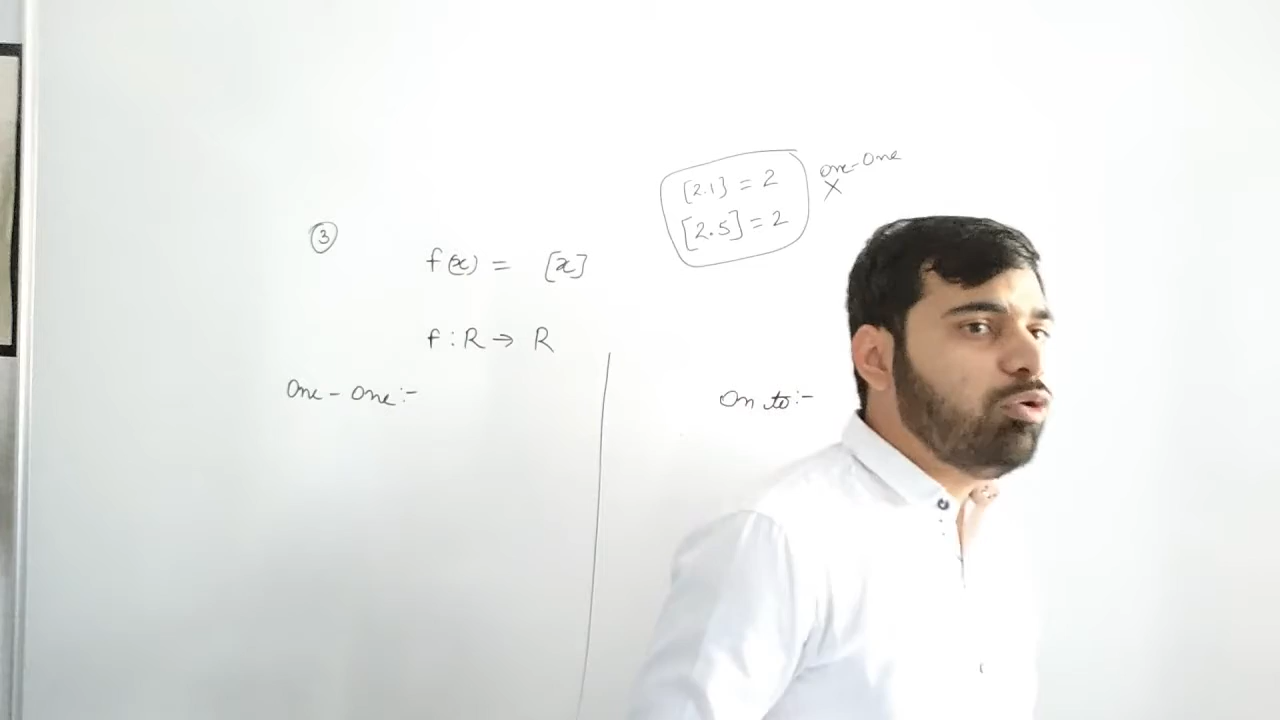 [2.1] = 2
[2.5] = 2
One-One
X
3
f(x) = [x]
f : R → R
One - One :-
On to :-